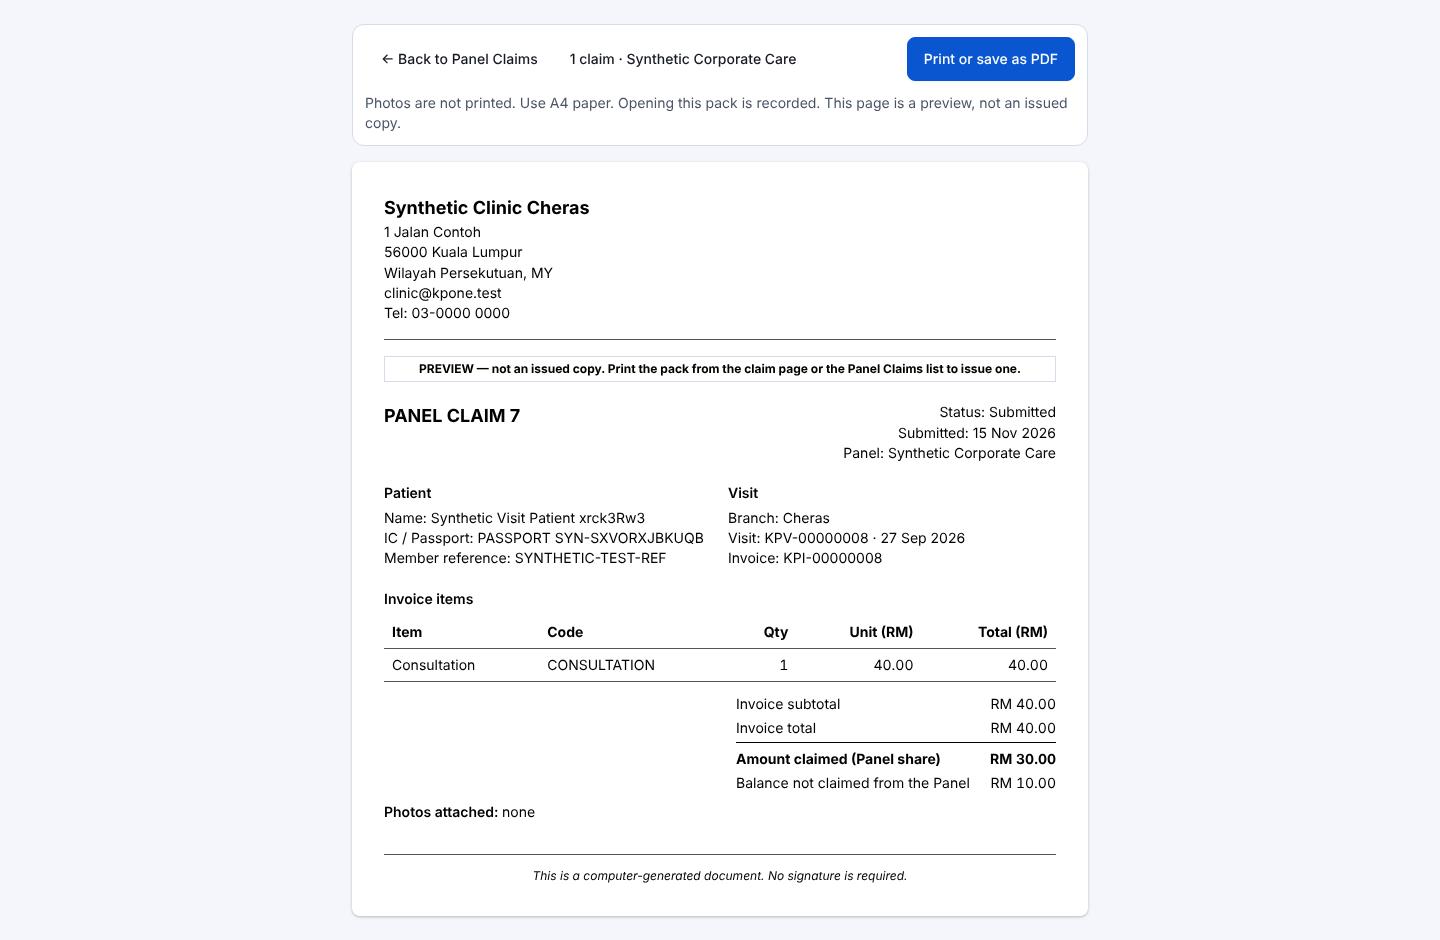 ← Back to Panel Claims
1 claim · Synthetic Corporate Care
Print or save as PDF
Photos are not printed. Use A4 paper. Opening this pack is recorded. This page is a preview, not an issued
copy.
Synthetic Clinic Cheras
1 Jalan Contoh
56000 Kuala Lumpur
Wilayah Persekutuan, MY
clinic@kpone.test
Tel: 03-0000 0000
PREVIEW — not an issued copy. Print the pack from the claim page or the Panel Claims list to issue one.
PANEL CLAIM 7
Status: Submitted
Submitted: 15 Nov 2026
Panel: Synthetic Corporate Care
Patient
Name: Synthetic Visit Patient xrck3Rw3
IC / Passport: PASSPORT SYN-SXVORXJBKUQB
Member reference: SYNTHETIC-TEST-REF
Visit
Branch: Cheras
Visit: KPV-00000008 · 27 Sep 2026
Invoice: KPI-00000008
Invoice items
Item Code Qty Unit (RM) Total (RM)
Consultation CONSULTATION 1 40.00 40.00
Invoice subtotal RM 40.00
Invoice total RM 40.00
Amount claimed (Panel share) RM 30.00
Balance not claimed from the Panel RM 10.00
Photos attached: none
This is a computer-generated document. No signature is required.